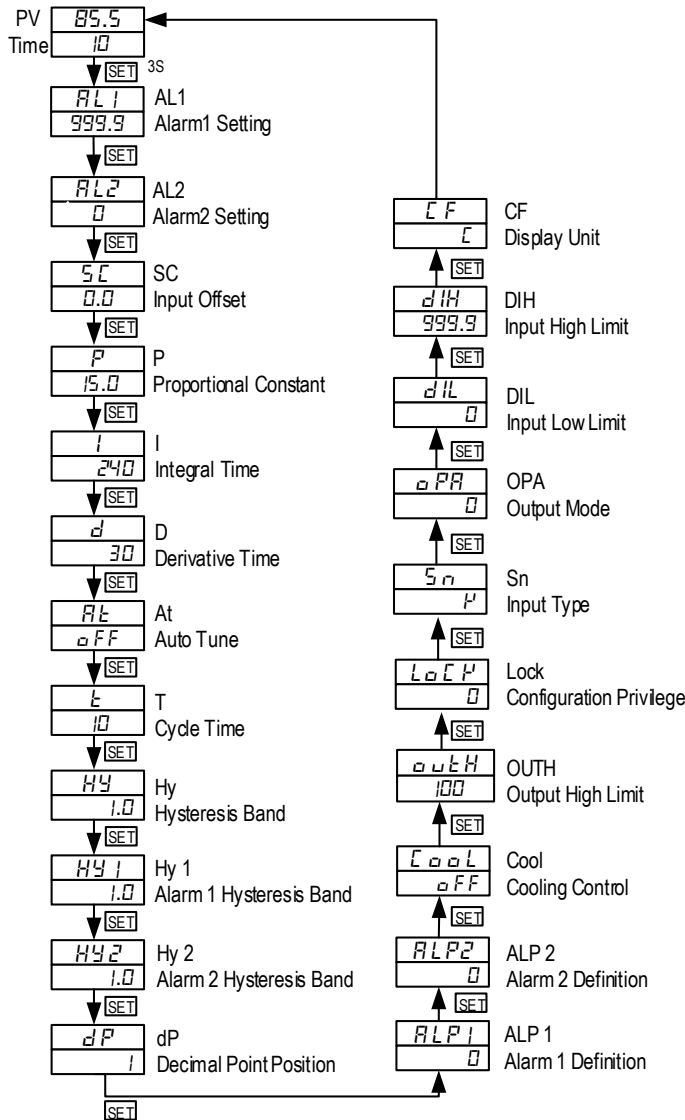 PV 85.5
Time 10
SET 3S
AL1 AL1
999.9 Alarm1 Setting
SET
AL2 AL2
0 Alarm2 Setting
SET
SC SC
0.0 Input Offset
SET
P P
15.0 Proportional Constant
SET
I I
240 Integral Time
SET
d D
30 Derivative Time
SET
At At
oFF Auto Tune
SET
t T
10 Cycle Time
SET
HY Hy
1.0 Hysteresis Band
SET
HY1 Hy 1
1.0 Alarm 1 Hysteresis Band
SET
HY2 Hy 2
1.0 Alarm 2 Hysteresis Band
SET
dP dP
1 Decimal Point Position
SET
ALP1 ALP 1
0 Alarm 1 Definition
SET
ALP2 ALP 2
0 Alarm 2 Definition
SET
CooL Cool
oFF Cooling Control
SET
outH OUTH
100 Output High Limit
SET
LoCK Lock
0 Configuration Privilege
SET
Sn Sn
K Input Type
SET
oPA OPA
0 Output Mode
SET
dIL DIL
0 Input Low Limit
SET
dIH DIH
999.9 Input High Limit
SET
CF CF
C Display Unit